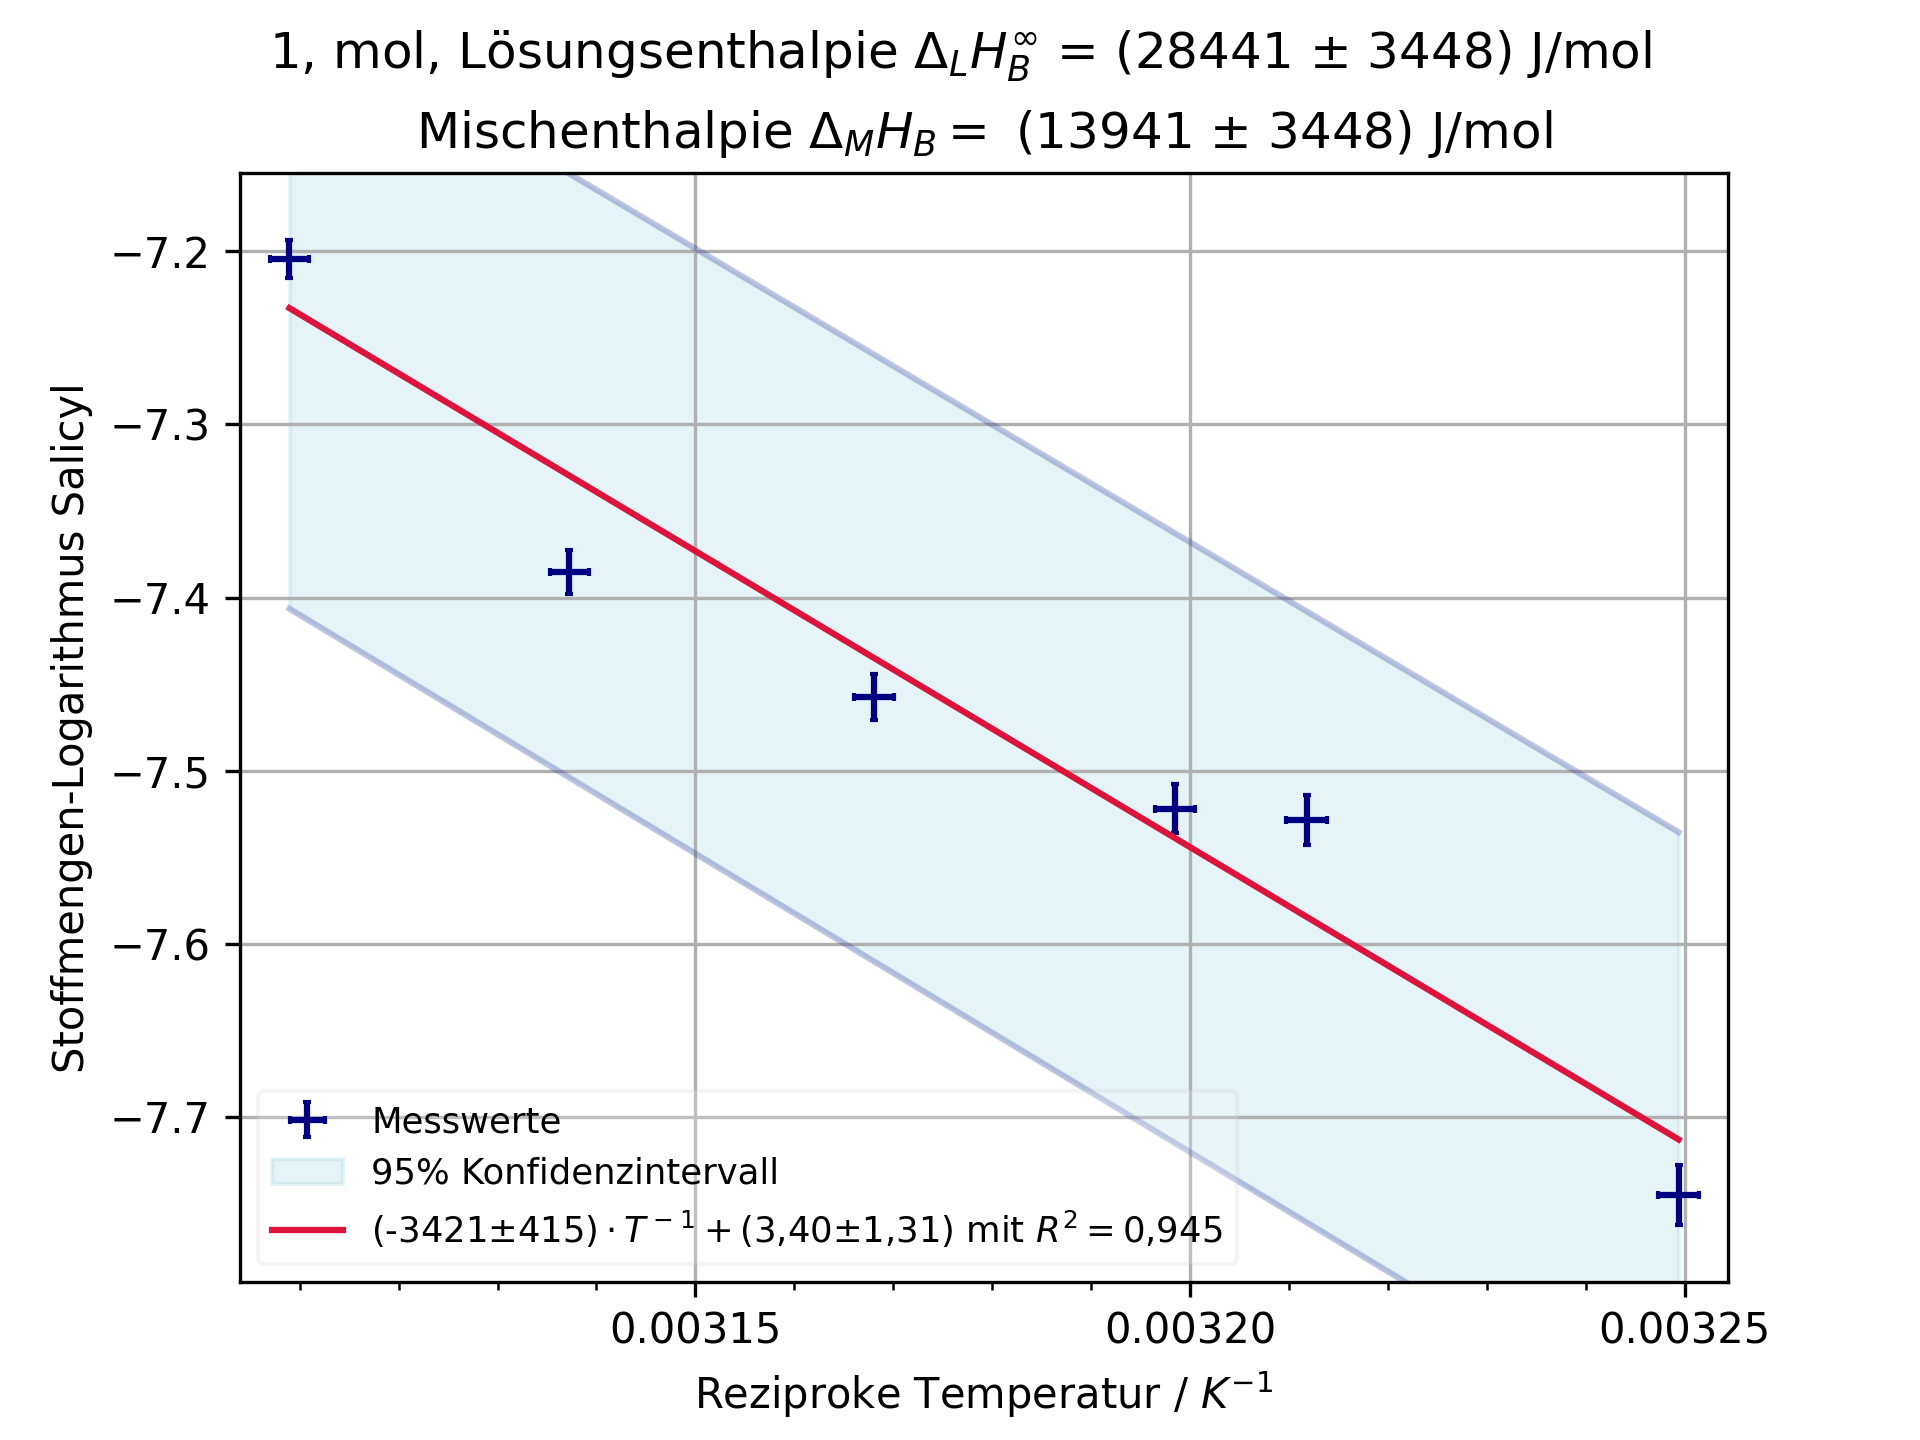 1, mol, Lösungsenthalpie Δ_L H_B^∞ = (28441 ± 3448) J/mol
Mischenthalpie Δ_M H_B = (13941 ± 3448) J/mol
Stoffmengen-Logarithmus Salicyl
−7.2
−7.3
−7.4
−7.5
−7.6
−7.7
Messwerte
95% Konfidenzintervall
(-3421±415) · T^−1 + (3,40±1,31) mit R^2 = 0,945
0.00315 0.00320 0.00325
Reziproke Temperatur / K^−1